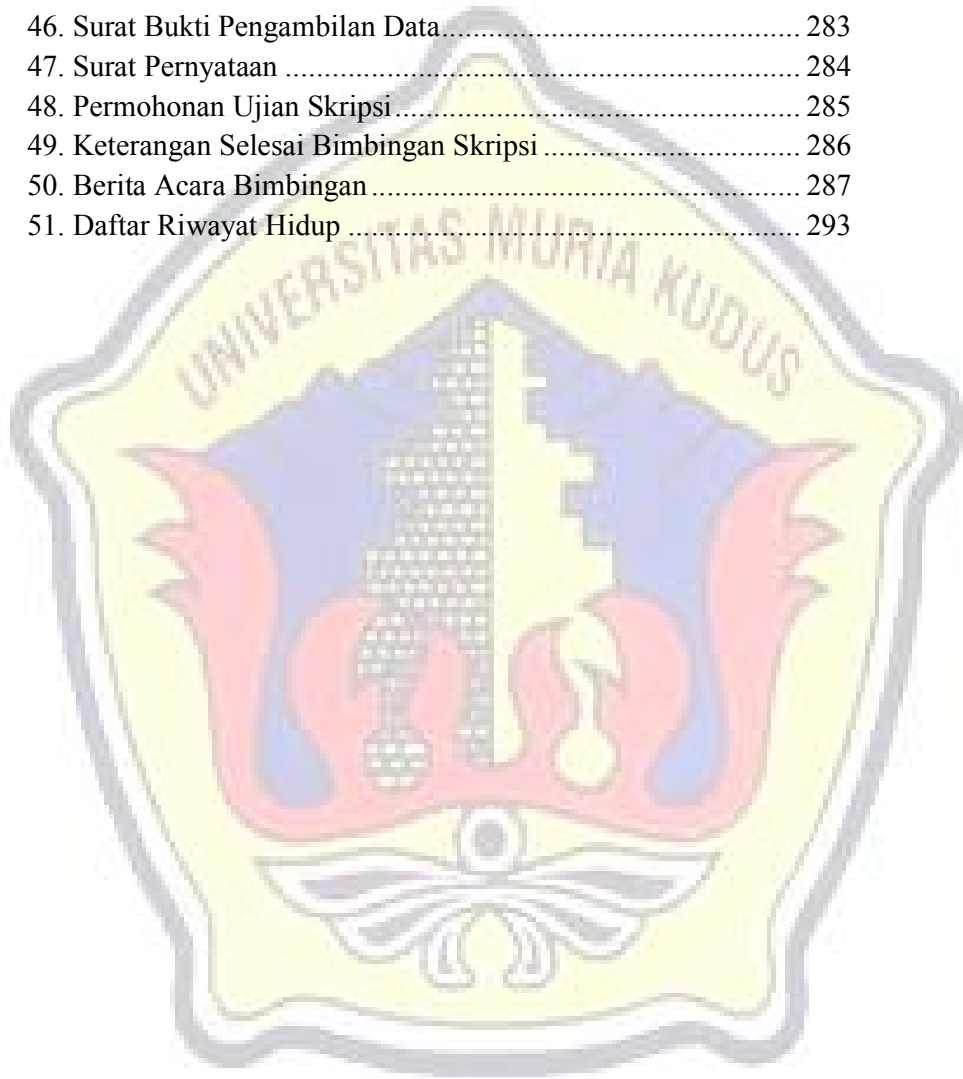 46. Surat Bukti Pengambilan Data.......................................... 283
47. Surat Pernyataan ............................................................ 284
48. Permohonan Ujian Skripsi................................................ 285
49. Keterangan Selesai Bimbingan Skripsi .............................. 286
50. Berita Acara Bimbingan .................................................. 287
51. Daftar Riwayat Hidup ..................................................... 293
UNIVERSITAS MURIA KUDUS